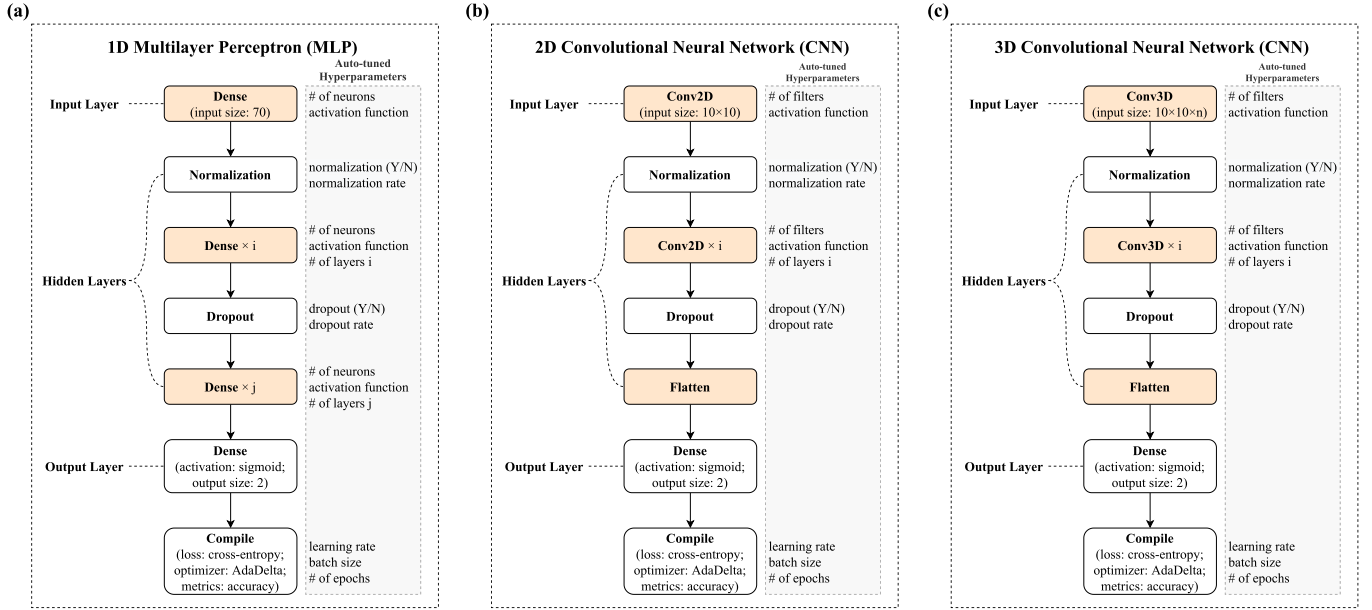 (a)
1D Multilayer Perceptron (MLP)
Auto-tuned
Hyperparameters
Input Layer
Dense
(input size: 70)
# of neurons
activation function
Normalization
normalization (Y/N)
normalization rate
Dense × i
# of neurons
activation function
# of layers i
Hidden Layers
Dropout
dropout (Y/N)
dropout rate
Dense × j
# of neurons
activation function
# of layers j
Output Layer
Dense
(activation: sigmoid;
output size: 2)
Compile
(loss: cross-entropy;
optimizer: AdaDelta;
metrics: accuracy)
learning rate
batch size
# of epochs
(b)
2D Convolutional Neural Network (CNN)
Auto-tuned
Hyperparameters
Input Layer
Conv2D
(input size: 10×10)
# of filters
activation function
Normalization
normalization (Y/N)
normalization rate
Conv2D × i
# of filters
activation function
# of layers i
Hidden Layers
Dropout
dropout (Y/N)
dropout rate
Flatten
Output Layer
Dense
(activation: sigmoid;
output size: 2)
Compile
(loss: cross-entropy;
optimizer: AdaDelta;
metrics: accuracy)
learning rate
batch size
# of epochs
(c)
3D Convolutional Neural Network (CNN)
Auto-tuned
Hyperparameters
Input Layer
Conv3D
(input size: 10×10×n)
# of filters
activation function
Normalization
normalization (Y/N)
normalization rate
Conv3D × i
# of filters
activation function
# of layers i
Hidden Layers
Dropout
dropout (Y/N)
dropout rate
Flatten
Output Layer
Dense
(activation: sigmoid;
output size: 2)
Compile
(loss: cross-entropy;
optimizer: AdaDelta;
metrics: accuracy)
learning rate
batch size
# of epochs